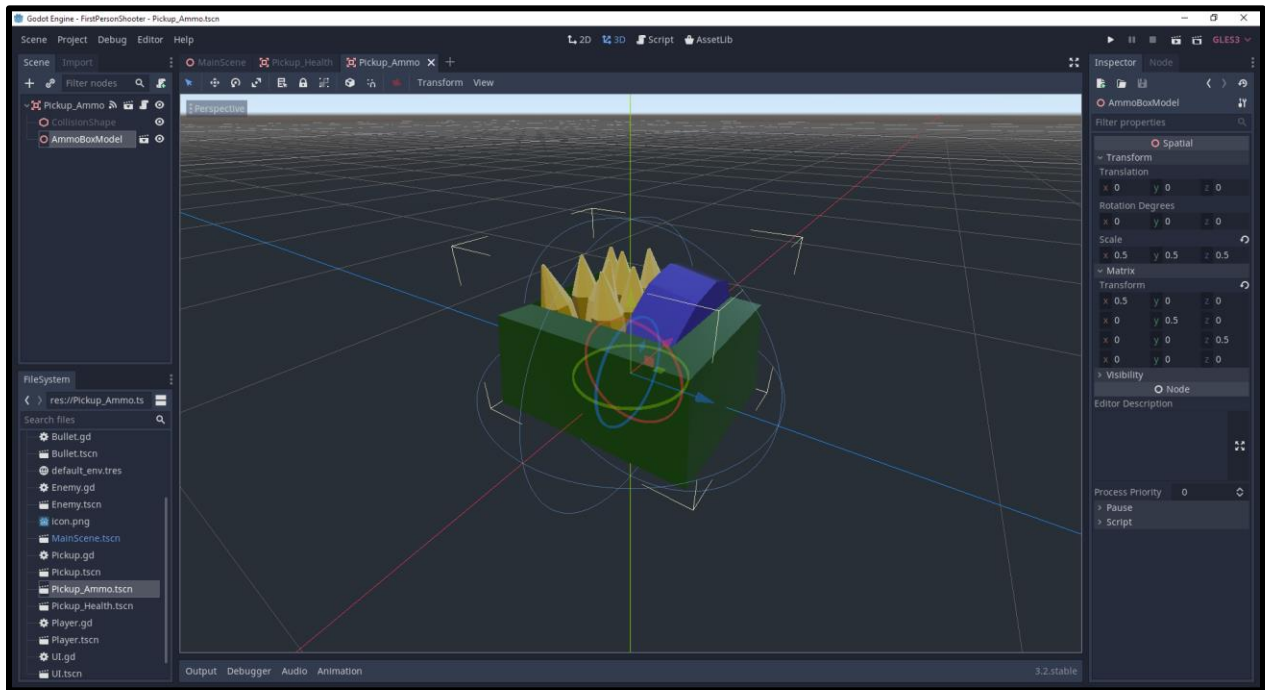 Godot Engine - FirstPersonShooter - Pickup_Ammo.tscn
Scene Project Debug Editor Help
2D 3D Script AssetLib
GLES3
Scene Import
MainScene Pickup_Health Pickup_Ammo
Inspector Node
Filter nodes
Transform View
Pickup_Ammo
CollisionShape
AmmoBoxModel
Perspective
AmmoBoxModel
Filter properties
Spatial
Transform
Translation
x 0 y 0 z 0
Rotation Degrees
x 0 y 0 z 0
Scale
x 0.5 y 0.5 z 0.5
Matrix
Transform
x 0.5 y 0 z 0
x 0 y 0.5 z 0
x 0 y 0 z 0.5
x 0 y 0 z 0
Visibility
Node
Editor Description
Process Priority 0
Pause
Script
FileSystem
res://Pickup_Ammo.ts
Search files
Bullet.gd
Bullet.tscn
default_env.tres
Enemy.gd
Enemy.tscn
icon.png
MainScene.tscn
Pickup.gd
Pickup.tscn
Pickup_Ammo.tscn
Pickup_Health.tscn
Player.gd
Player.tscn
UI.gd
UI.tscn
Output Debugger Audio Animation
3.2.stable